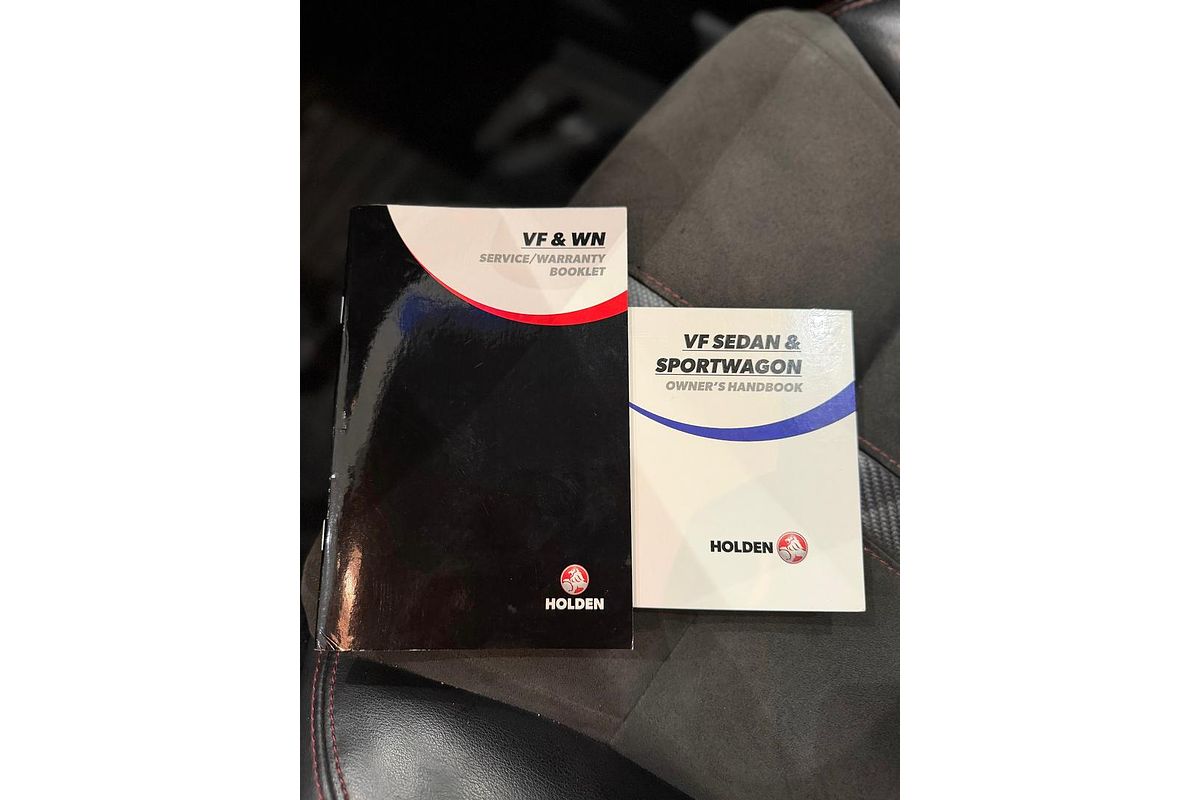 VF & WN
SERVICE/WARRANTY
BOOKLET
HOLDEN
VF SEDAN &
SPORTWAGON
OWNER'S HANDBOOK
HOLDEN